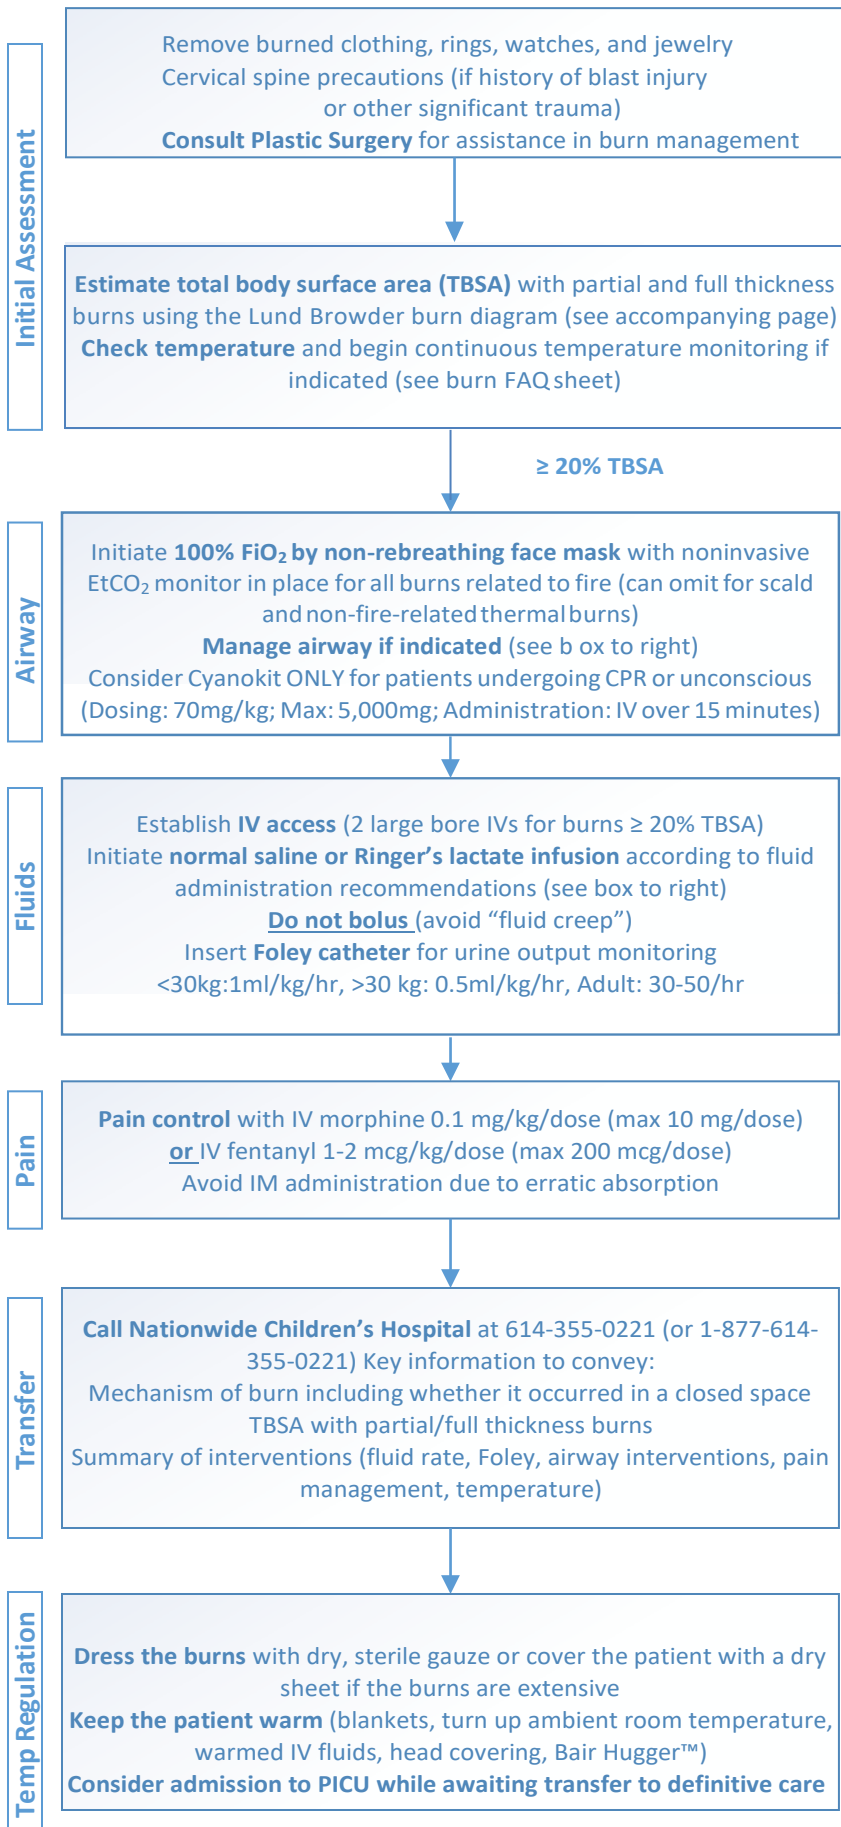 Initial Assessment
Remove burned clothing, rings, watches, and jewelry
Cervical spine precautions (if history of blast injury
or other significant trauma)
Consult Plastic Surgery for assistance in burn management
Estimate total body surface area (TBSA) with partial and full thickness
burns using the Lund Browder burn diagram (see accompanying page)
Check temperature and begin continuous temperature monitoring if
indicated (see burn FAQ sheet)
≥ 20% TBSA
Airway
Initiate 100% FiO₂ by non-rebreathing face mask with noninvasive
EtCO₂ monitor in place for all burns related to fire (can omit for scald
and non-fire-related thermal burns)
Manage airway if indicated (see b ox to right)
Consider Cyanokit ONLY for patients undergoing CPR or unconscious
(Dosing: 70mg/kg; Max: 5,000mg; Administration: IV over 15 minutes)
Fluids
Establish IV access (2 large bore IVs for burns ≥ 20% TBSA)
Initiate normal saline or Ringer’s lactate infusion according to fluid
administration recommendations (see box to right)
Do not bolus (avoid “fluid creep”)
Insert Foley catheter for urine output monitoring
<30kg:1ml/kg/hr, >30 kg: 0.5ml/kg/hr, Adult: 30-50/hr
Pain
Pain control with IV morphine 0.1 mg/kg/dose (max 10 mg/dose)
or IV fentanyl 1-2 mcg/kg/dose (max 200 mcg/dose)
Avoid IM administration due to erratic absorption
Transfer
Call Nationwide Children’s Hospital at 614-355-0221 (or 1-877-614-
355-0221) Key information to convey:
Mechanism of burn including whether it occurred in a closed space
TBSA with partial/full thickness burns
Summary of interventions (fluid rate, Foley, airway interventions, pain
management, temperature)
Temp Regulation
Dress the burns with dry, sterile gauze or cover the patient with a dry
sheet if the burns are extensive
Keep the patient warm (blankets, turn up ambient room temperature,
warmed IV fluids, head covering, Bair Hugger™)
Consider admission to PICU while awaiting transfer to definitive care